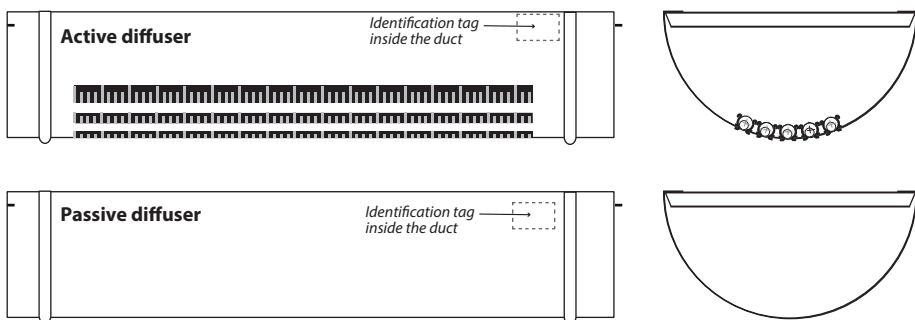 Identification tag
inside the duct
Active diffuser
Identification tag
inside the duct
Passive diffuser